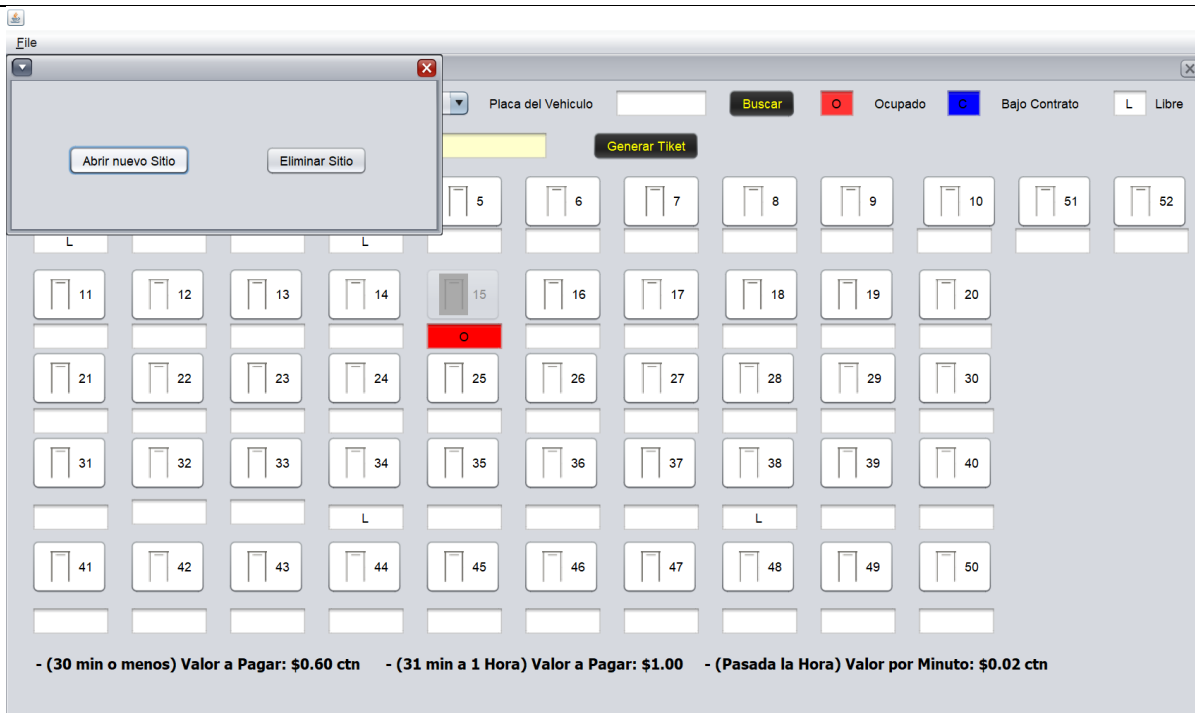 File
Placa del Vehiculo Buscar O Ocupado C Bajo Contrato L Libre
Generar Tiket
Abrir nuevo Sitio Eliminar Sitio
5 6 7 8 9 10 51 52
L L
11 12 13 14 15 16 17 18 19 20
O
21 22 23 24 25 26 27 28 29 30
31 32 33 34 35 36 37 38 39 40
L L
41 42 43 44 45 46 47 48 49 50
- (30 min o menos) Valor a Pagar: $0.60 ctn - (31 min a 1 Hora) Valor a Pagar: $1.00 - (Pasada la Hora) Valor por Minuto: $0.02 ctn